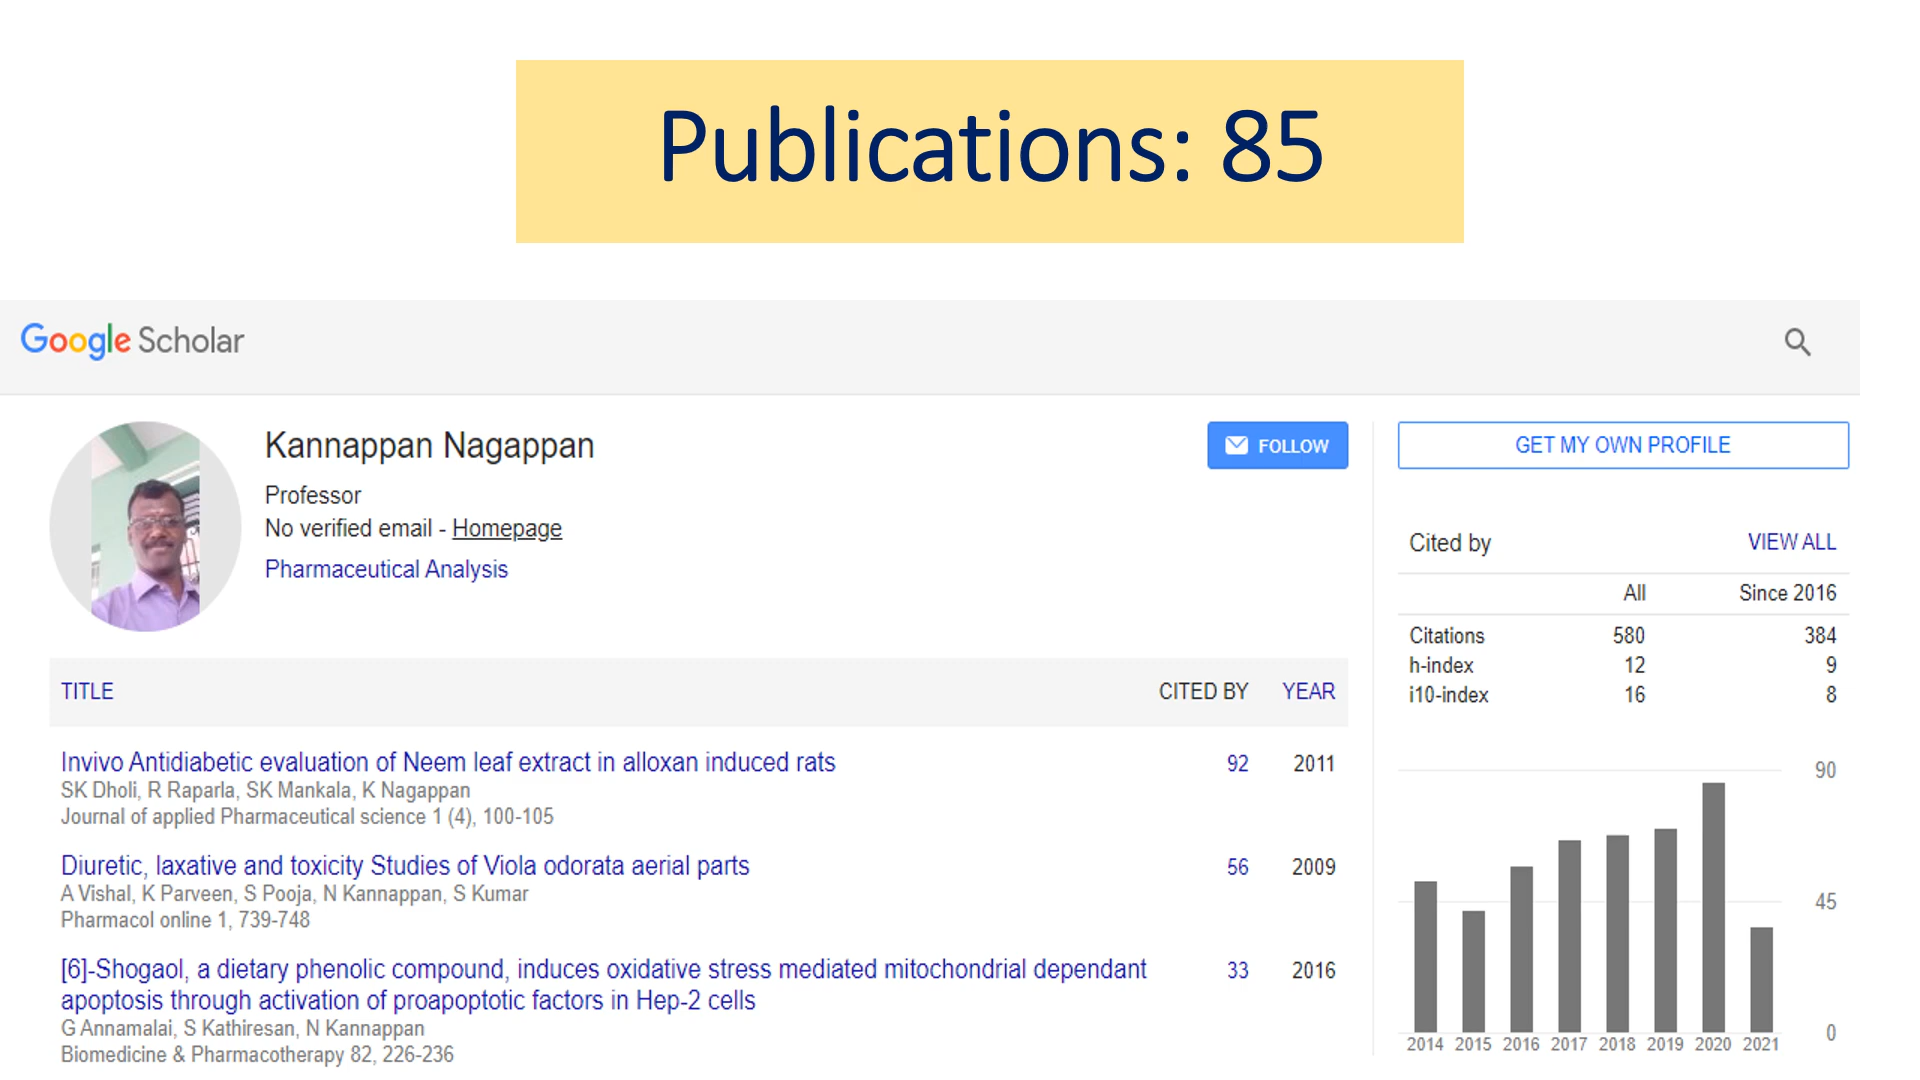 Publications: 85
Google Scholar
Kannappan Nagappan
Professor
No verified email - Homepage
Pharmaceutical Analysis
FOLLOW
GET MY OWN PROFILE
Cited by VIEW ALL
All Since 2016
Citations 580 384
h-index 12 9
i10-index 16 8
TITLE CITED BY YEAR
Invivo Antidiabetic evaluation of Neem leaf extract in alloxan induced rats 92 2011
SK Dholi, R Raparla, SK Mankala, K Nagappan
Journal of applied Pharmaceutical science 1 (4), 100-105
Diuretic, laxative and toxicity Studies of Viola odorata aerial parts 56 2009
A Vishal, K Parveen, S Pooja, N Kannappan, S Kumar
Pharmacol online 1, 739-748
[6]-Shogaol, a dietary phenolic compound, induces oxidative stress mediated mitochondrial dependant 33 2016
apoptosis through activation of proapoptotic factors in Hep-2 cells
G Annamalai, S Kathiresan, N Kannappan
Biomedicine & Pharmacotherapy 82, 226-236
90
45
0
2014 2015 2016 2017 2018 2019 2020 2021